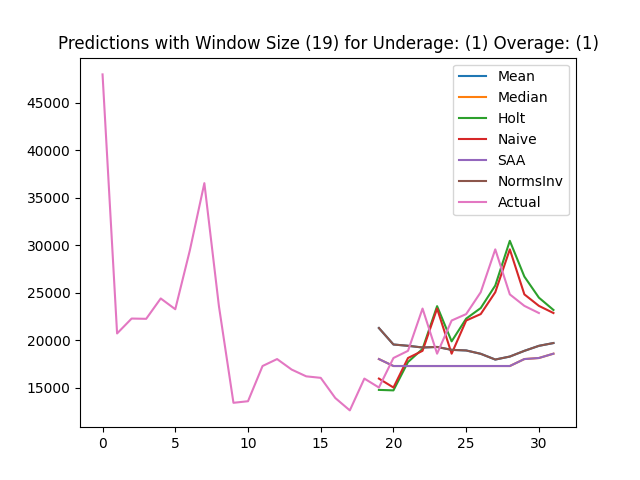 Predictions with Window Size (19) for Underage: (1) Overage: (1)
Mean
Median
Holt
Naive
SAA
NormsInv
Actual
45000
40000
35000
30000
25000
20000
15000
0 5 10 15 20 25 30